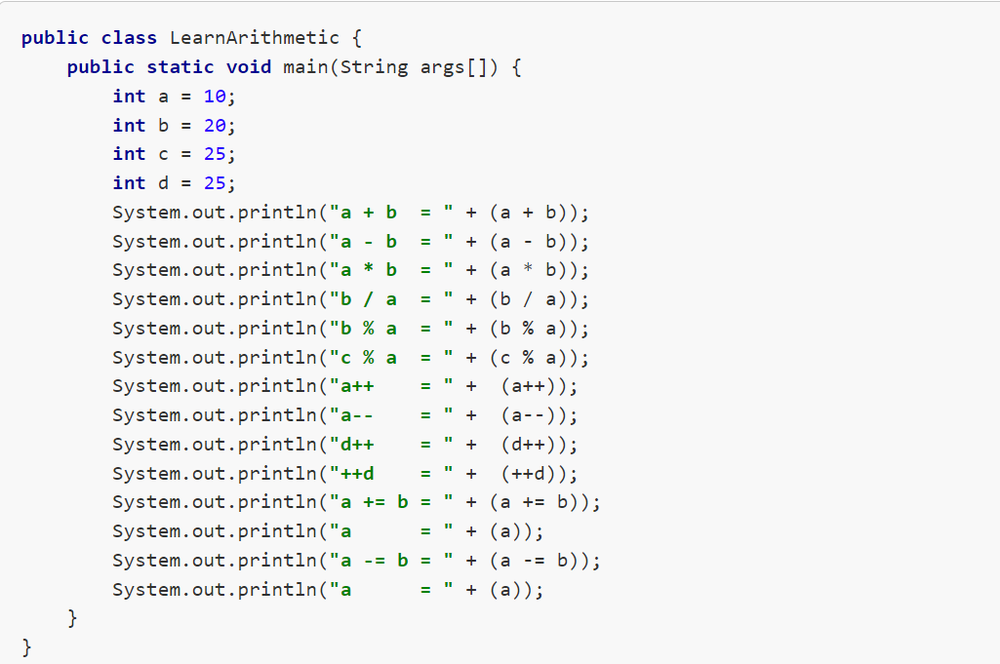 public class LearnArithmetic {
    public static void main(String args[]) {
        int a = 10;
        int b = 20;
        int c = 25;
        int d = 25;
        System.out.println("a + b  = " + (a + b));
        System.out.println("a - b  = " + (a - b));
        System.out.println("a * b  = " + (a * b));
        System.out.println("b / a  = " + (b / a));
        System.out.println("b % a  = " + (b % a));
        System.out.println("c % a  = " + (c % a));
        System.out.println("a++    = " +  (a++));
        System.out.println("a--    = " +  (a--));
        System.out.println("d++    = " +  (d++));
        System.out.println("++d    = " +  (++d));
        System.out.println("a += b = " + (a += b));
        System.out.println("a      = " + (a));
        System.out.println("a -= b = " + (a -= b));
        System.out.println("a      = " + (a));
    }
}